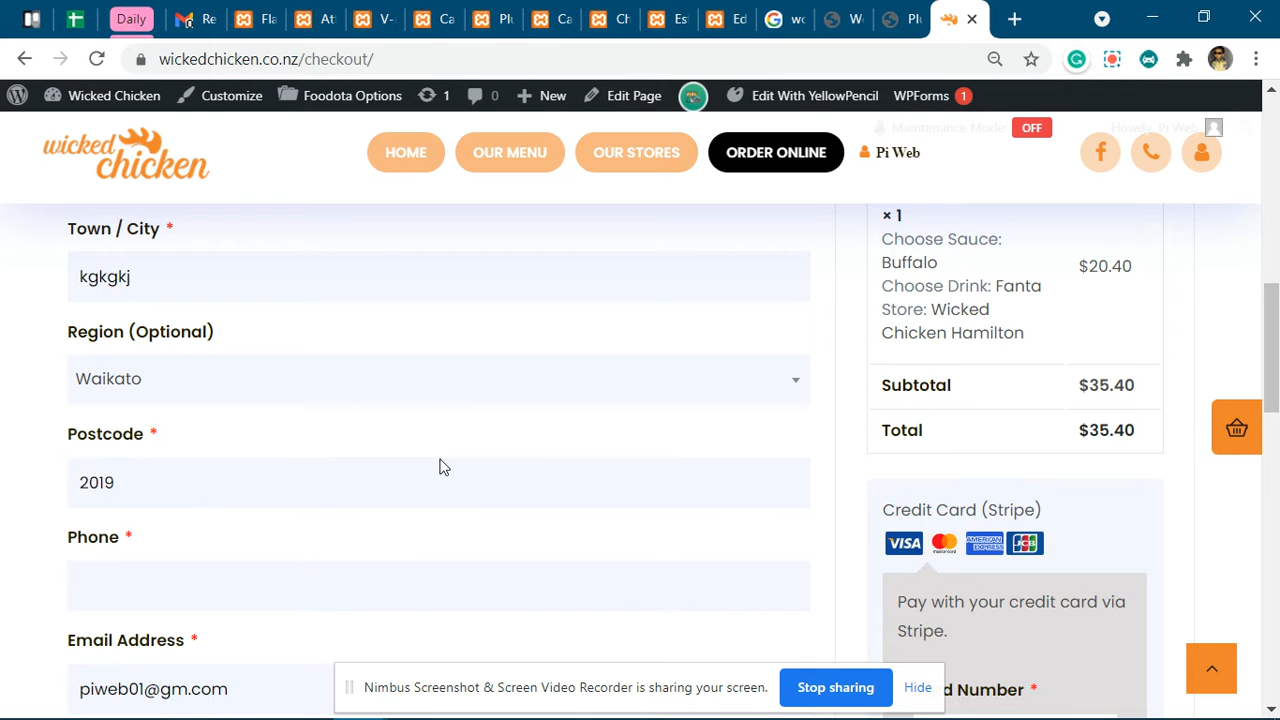 Daily
Re
Fla
At
V-
Ca
Plu
Ca
Ch
Es
Ed
wc
W
Plu
wickedchicken.co.nz/checkout/
Wicked Chicken
Customize
Foodota Options
1
0
New
Edit Page
Edit With YellowPencil
WPForms 1
Maintenance Mode OFF
Howdy, Pi Web
wicked
chicken
HOME
OUR MENU
OUR STORES
ORDER ONLINE
Pi Web
Town / City *
kgkgkj
Region (Optional)
Waikato
Postcode *
2019
Phone *
Email Address *
piweb01@gm.com
× 1
Choose Sauce:
Buffalo
$20.40
Choose Drink: Fanta
Store: Wicked
Chicken Hamilton
Subtotal $35.40
Total $35.40
Credit Card (Stripe)
VISA
mastercard
AMERICAN EXPRESS
JCB
Pay with your credit card via
Stripe.
d Number *
Nimbus Screenshot & Screen Video Recorder is sharing your screen.
Stop sharing
Hide